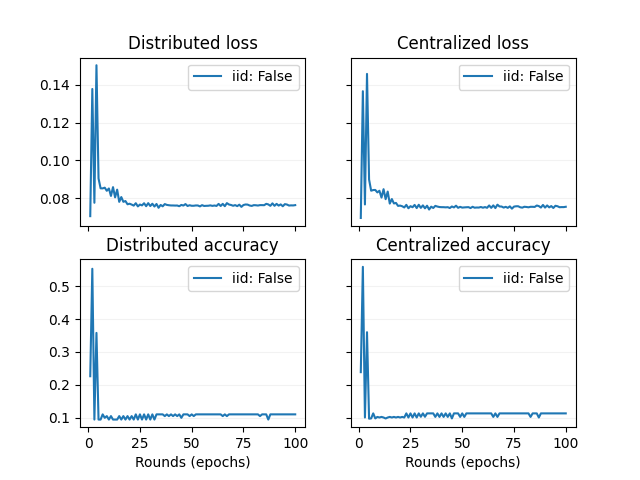 Distributed loss
Centralized loss
iid: False
iid: False
0.14
0.12
0.10
0.08
Distributed accuracy
Centralized accuracy
iid: False
iid: False
0.5
0.4
0.3
0.2
0.1
0 25 50 75 100
0 25 50 75 100
Rounds (epochs)
Rounds (epochs)